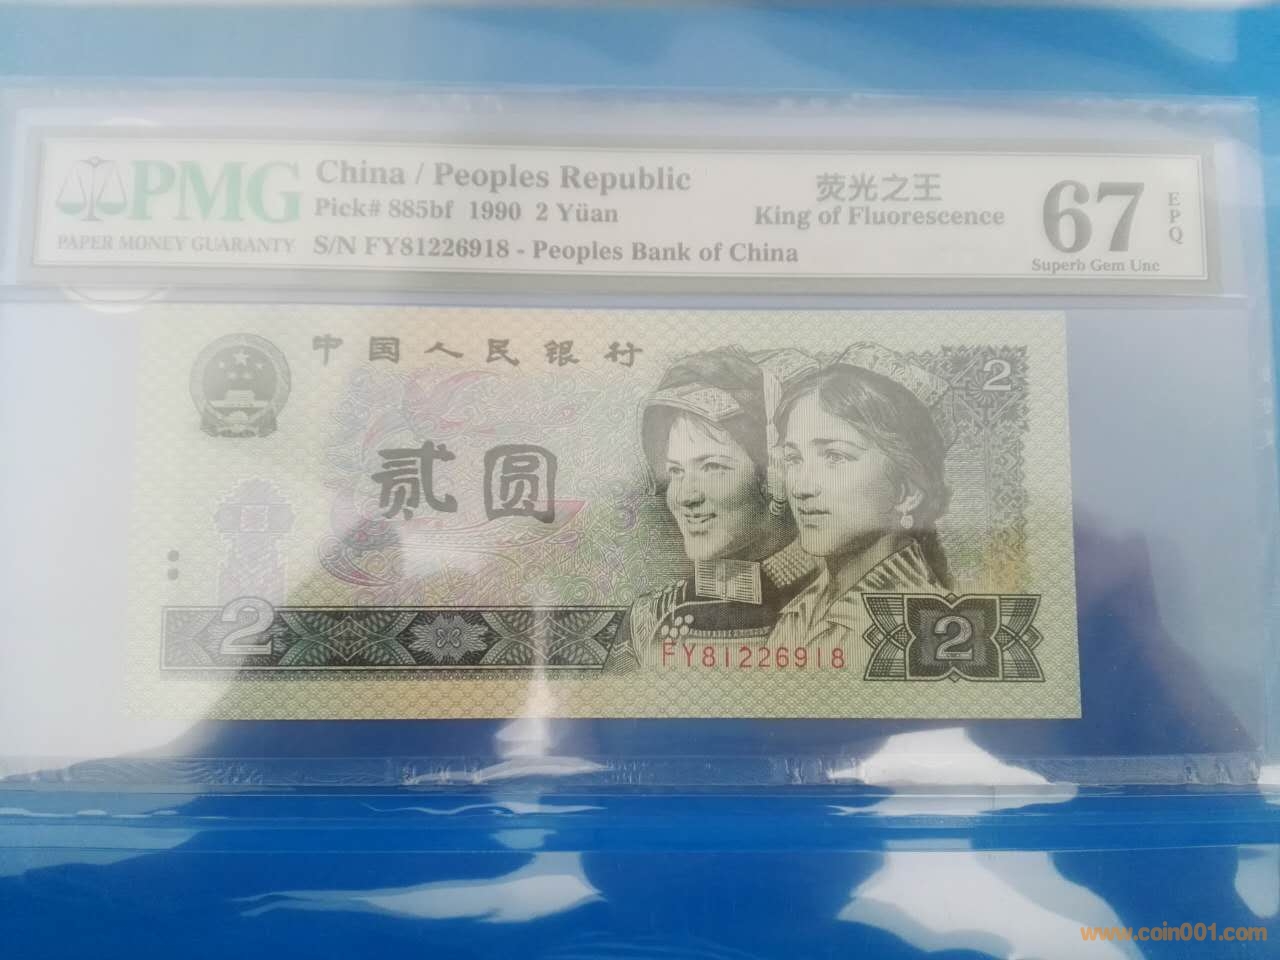 PMG
PAPER MONEY GUARANTY
China / Peoples Republic
Pick# 885bf 1990 2 Yüan
S/N FY81226918 - Peoples Bank of China
荧光之王
King of Fluorescence
67
EPQ
Superb Gem Unc
中国人民银行
2
贰圆
2
FY81226918
2
www.coin001.com